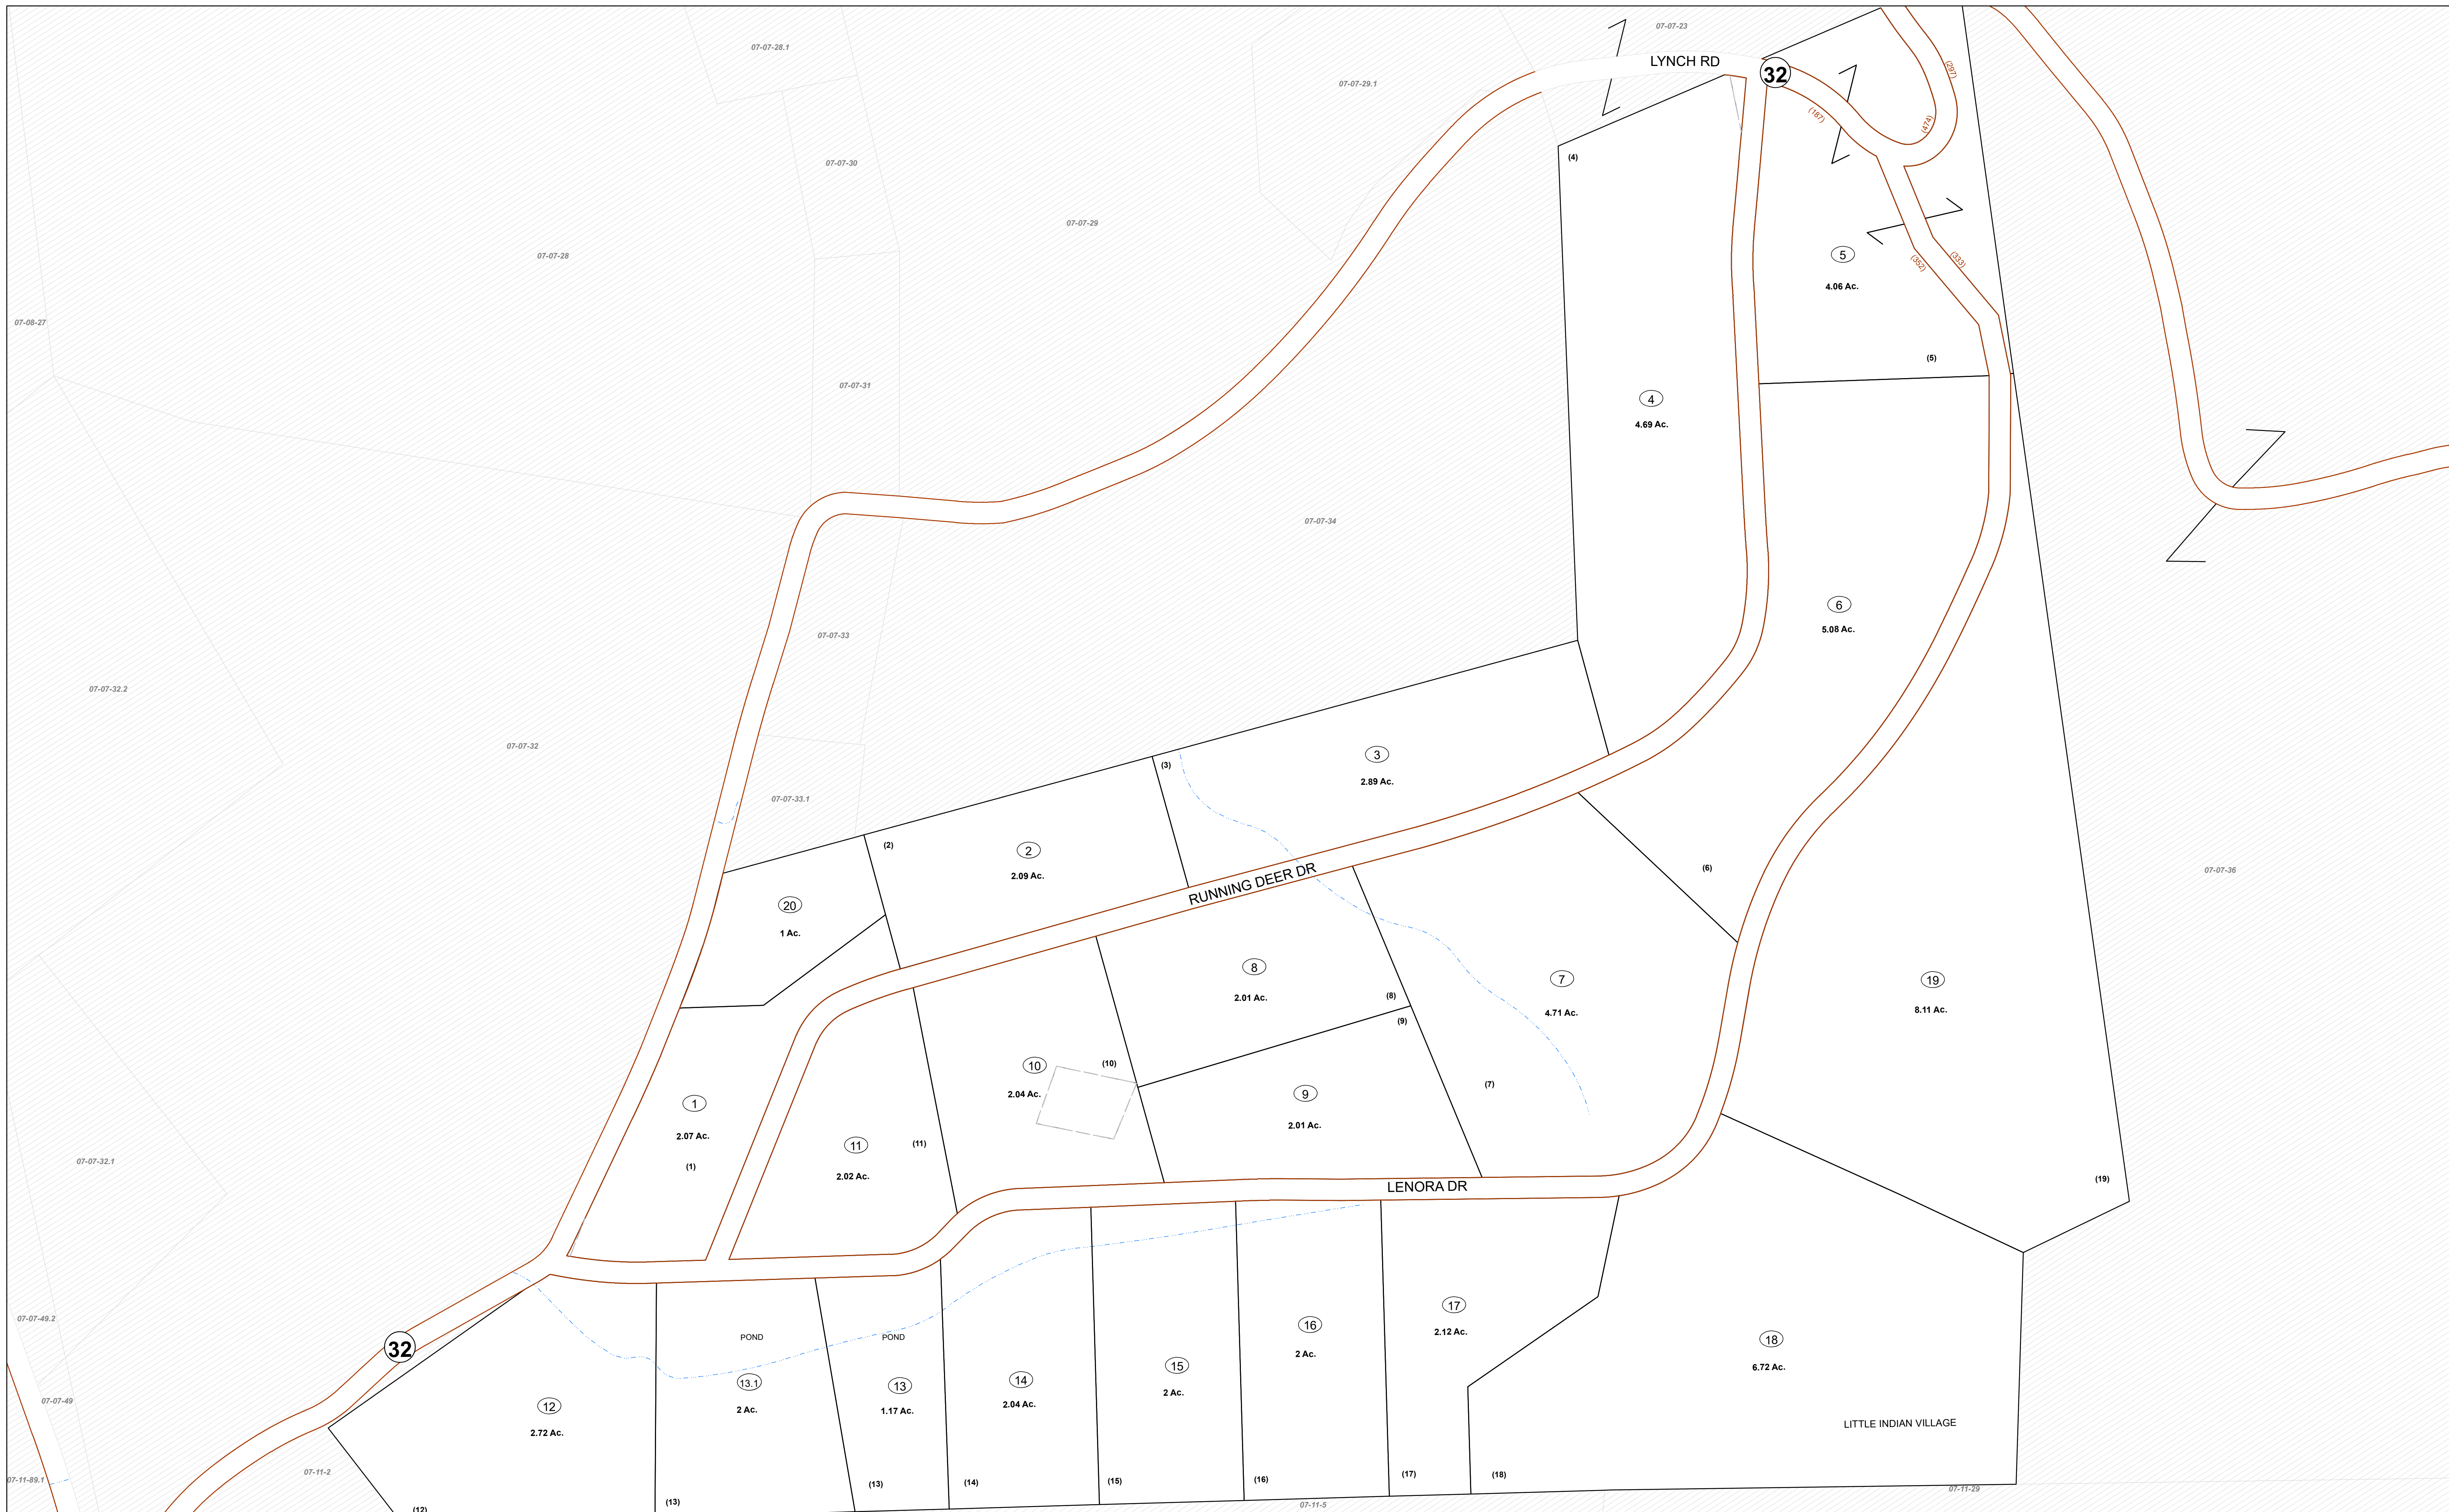 07-07-23
07-07-28.1
LYNCH RD
32
(297)
07-07-29.1
(187)
(474)
(4)
07-07-30
07-07-29
07-07-28
5
(352)
(333)
4.06 Ac.
07-08-27
(5)
07-07-31
4
4.69 Ac.
07-07-34
6
5.08 Ac.
07-07-33
07-07-32.2
07-07-32
3
(3)
2.89 Ac.
07-07-33.1
(2)
2
2.09 Ac.
(6)
07-07-36
RUNNING DEER DR
20
1 Ac.
8
2.01 Ac.
(8)
7
4.71 Ac.
19
8.11 Ac.
(9)
10
(10)
2.04 Ac.
(7)
9
2.01 Ac.
1
2.07 Ac.
(1)
11
(11)
2.02 Ac.
07-07-32.1
(19)
LENORA DR
07-07-49.2
32
POND
POND
16
2 Ac.
17
2.12 Ac.
18
6.72 Ac.
15
2 Ac.
14
2.04 Ac.
13.1
2 Ac.
13
1.17 Ac.
12
2.72 Ac.
07-07-49
LITTLE INDIAN VILLAGE
07-11-2
07-11-89.1
(12)
(13)
(13)
(14)
(15)
(16)
(17)
(18)
07-11-5
07-11-29